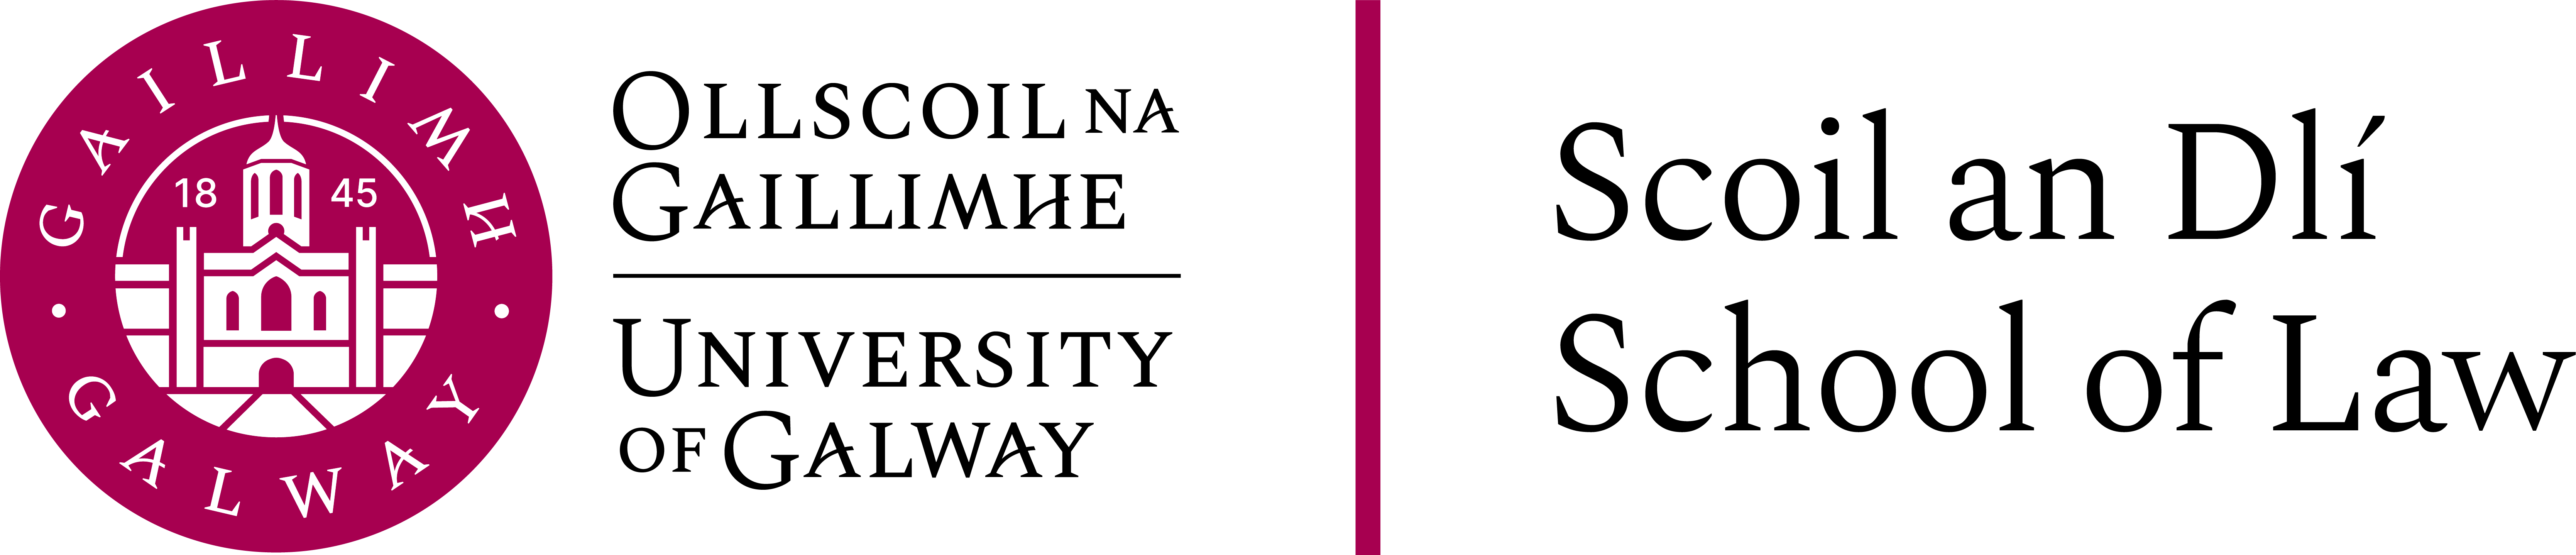 GAILLIMH
18 45
GALWAY
OLLSCOIL NA
GAILLIMHE
UNIVERSITY
OF GALWAY
Scoil an Dlí
School of Law